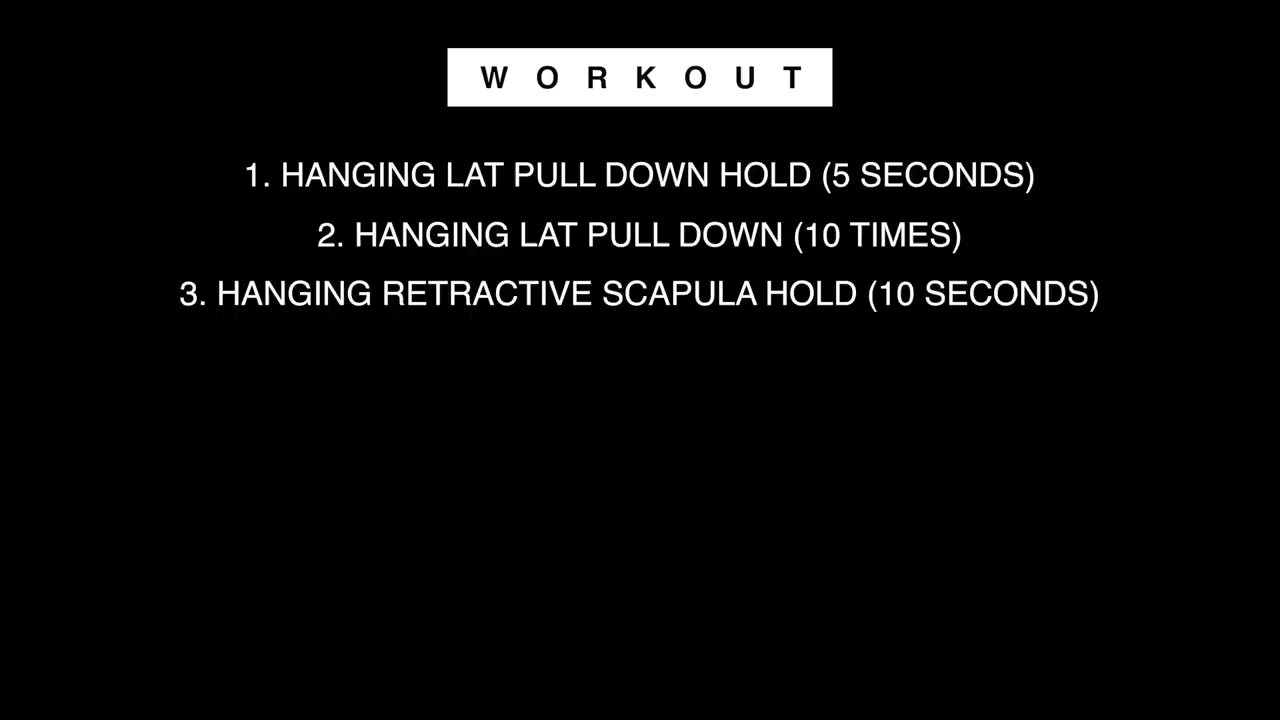 WORKOUT
1. HANGING LAT PULL DOWN HOLD (5 SECONDS)
2. HANGING LAT PULL DOWN (10 TIMES)
3. HANGING RETRACTIVE SCAPULA HOLD (10 SECONDS)